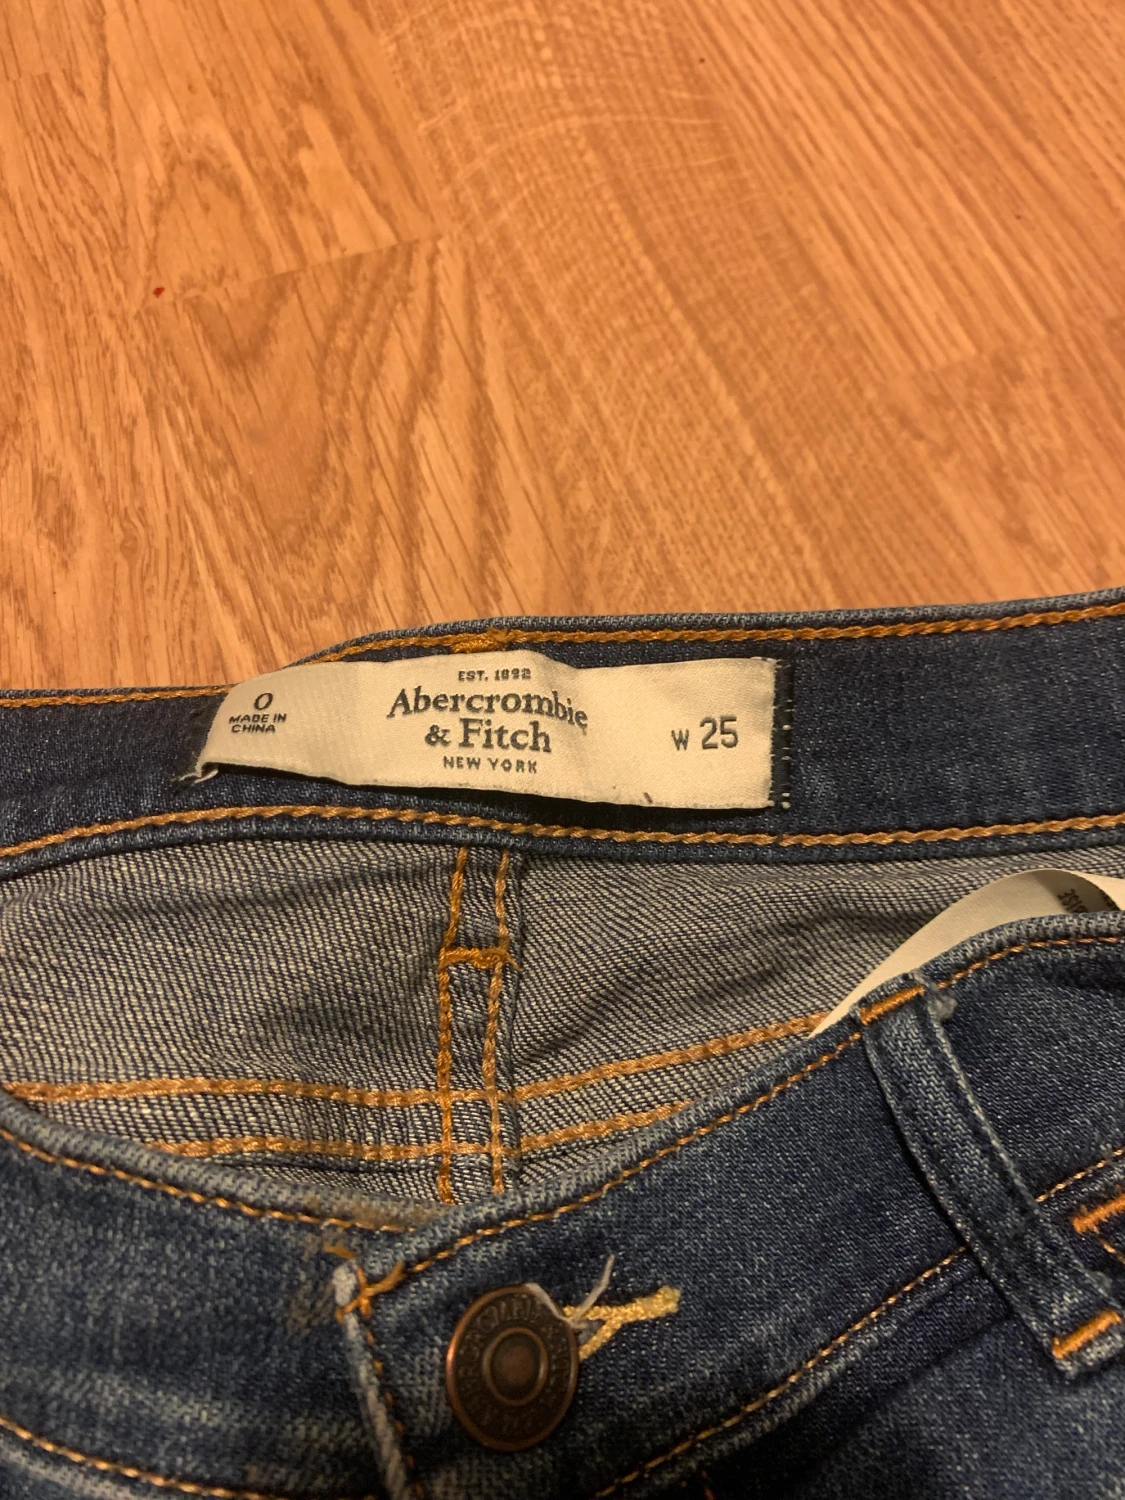 EST. 1892
Abercrombie
& Fitch
NEW YORK
0
MADE IN
CHINA
W 25